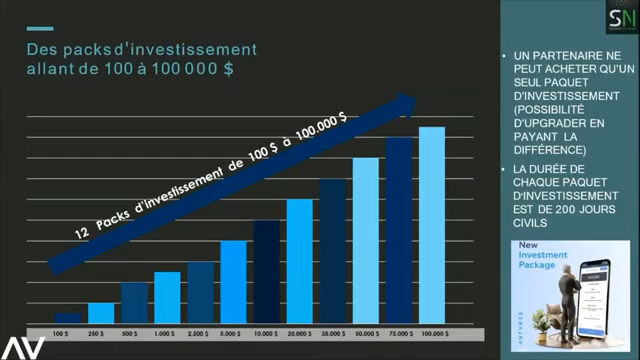 SN
Des packs d'investissement
allant de 100 à 100 000 $
12 Packs d'investissement de 100 $ à 100.000 $
100 $ 250 $ 500 $ 1.000 $ 2.500 $ 5.000 $ 10.000 $ 20.000 $ 35.000 $ 50.000 $ 75.000 $ 100.000 $
AV
• UN PARTENAIRE NE
PEUT ACHETER QU'UN
SEUL PAQUET
D'INVESTISSEMENT
(POSSIBILITÉ
D'UPGRADER EN
PAYANT LA
DIFFÉRENCE)
• LA DURÉE DE
CHAQUE PAQUET
D'INVESTISSEMENT
EST DE 200 JOURS
CIVILS
New
Investment
Package